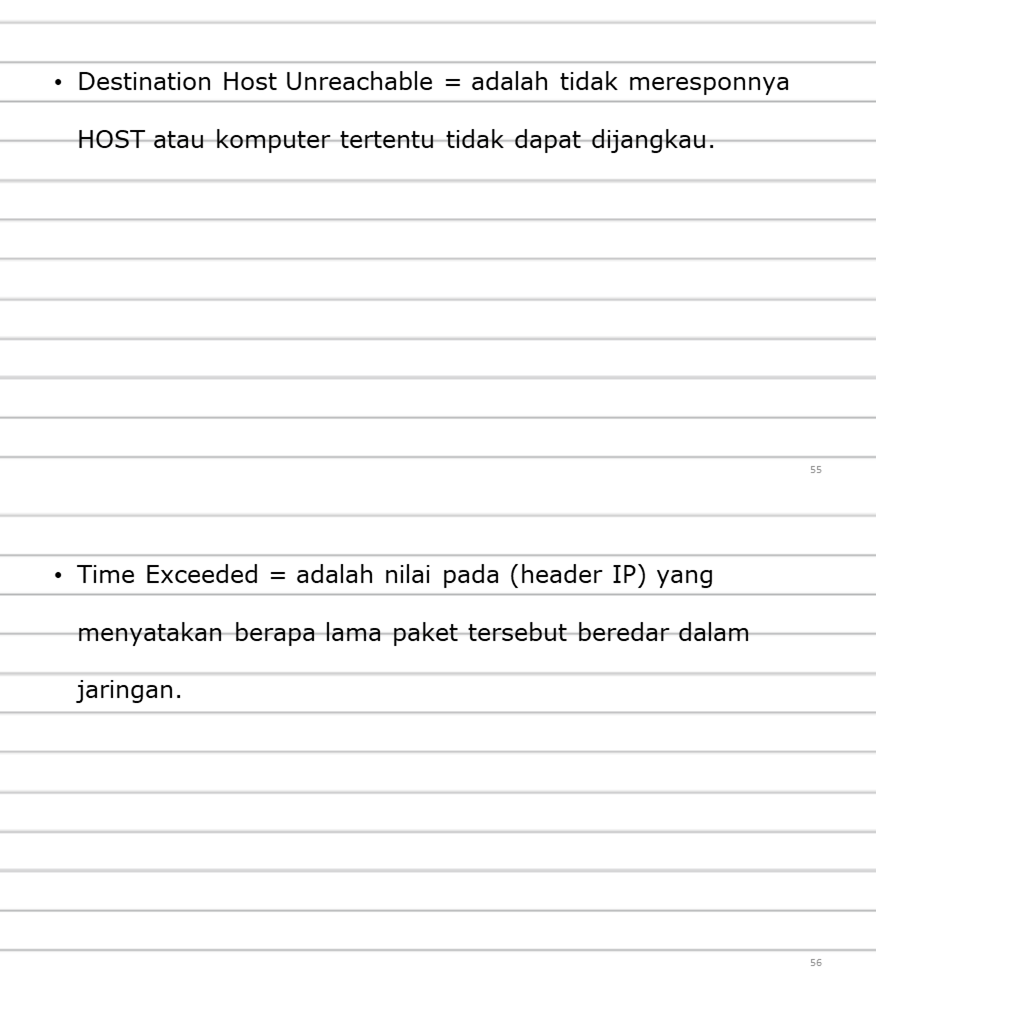 • Destination Host Unreachable = adalah tidak meresponnya
HOST atau komputer tertentu tidak dapat dijangkau.
55
• Time Exceeded = adalah nilai pada (header IP) yang
menyatakan berapa lama paket tersebut beredar dalam
jaringan.
56